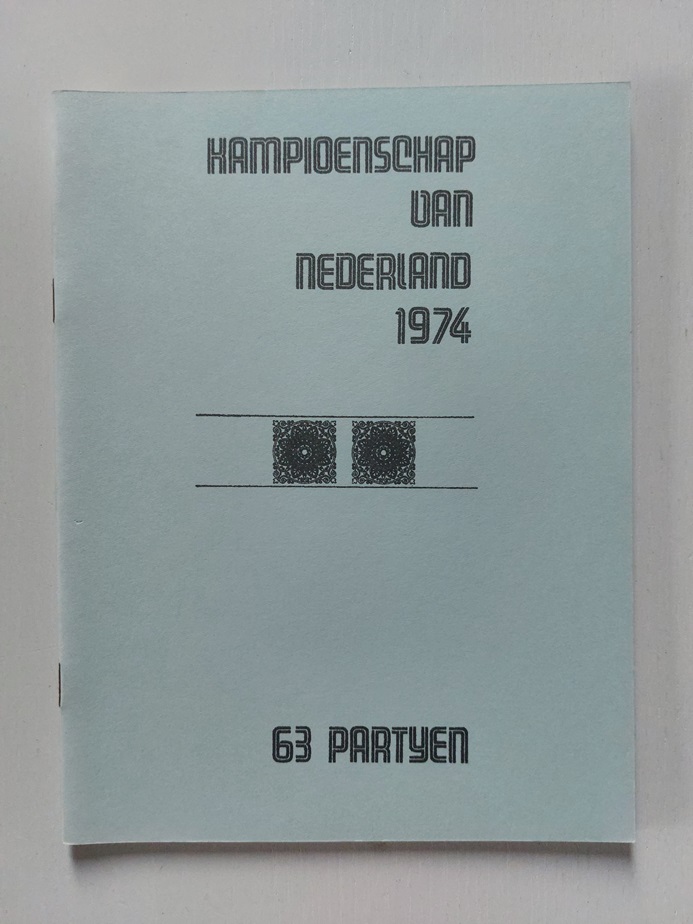 KAMPIOENSCHAP
VAN
NEDERLAND
1974
63 PARTYEN